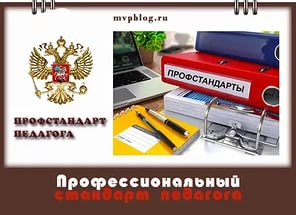 mvpblog.ru
ПРОФСТАНДАРТЫ
ПРОФСТАНДАРТ
ПЕДАГОГА
Профессиональный
стандарт педагога